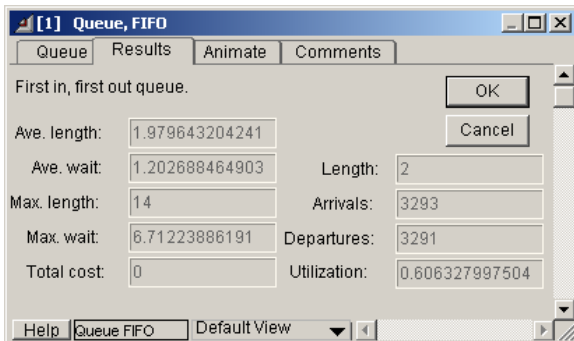 [1] Queue, FIFO
Queue Results Animate Comments
First in, first out queue.
OK
Cancel
Ave. length: 1.979643204241
Ave. wait: 1.202688464903
Length: 2
Max. length: 14
Arrivals: 3293
Max. wait: 6.71223886191
Departures: 3291
Total cost: 0
Utilization: 0.606327997504
Help Queue FIFO Default View